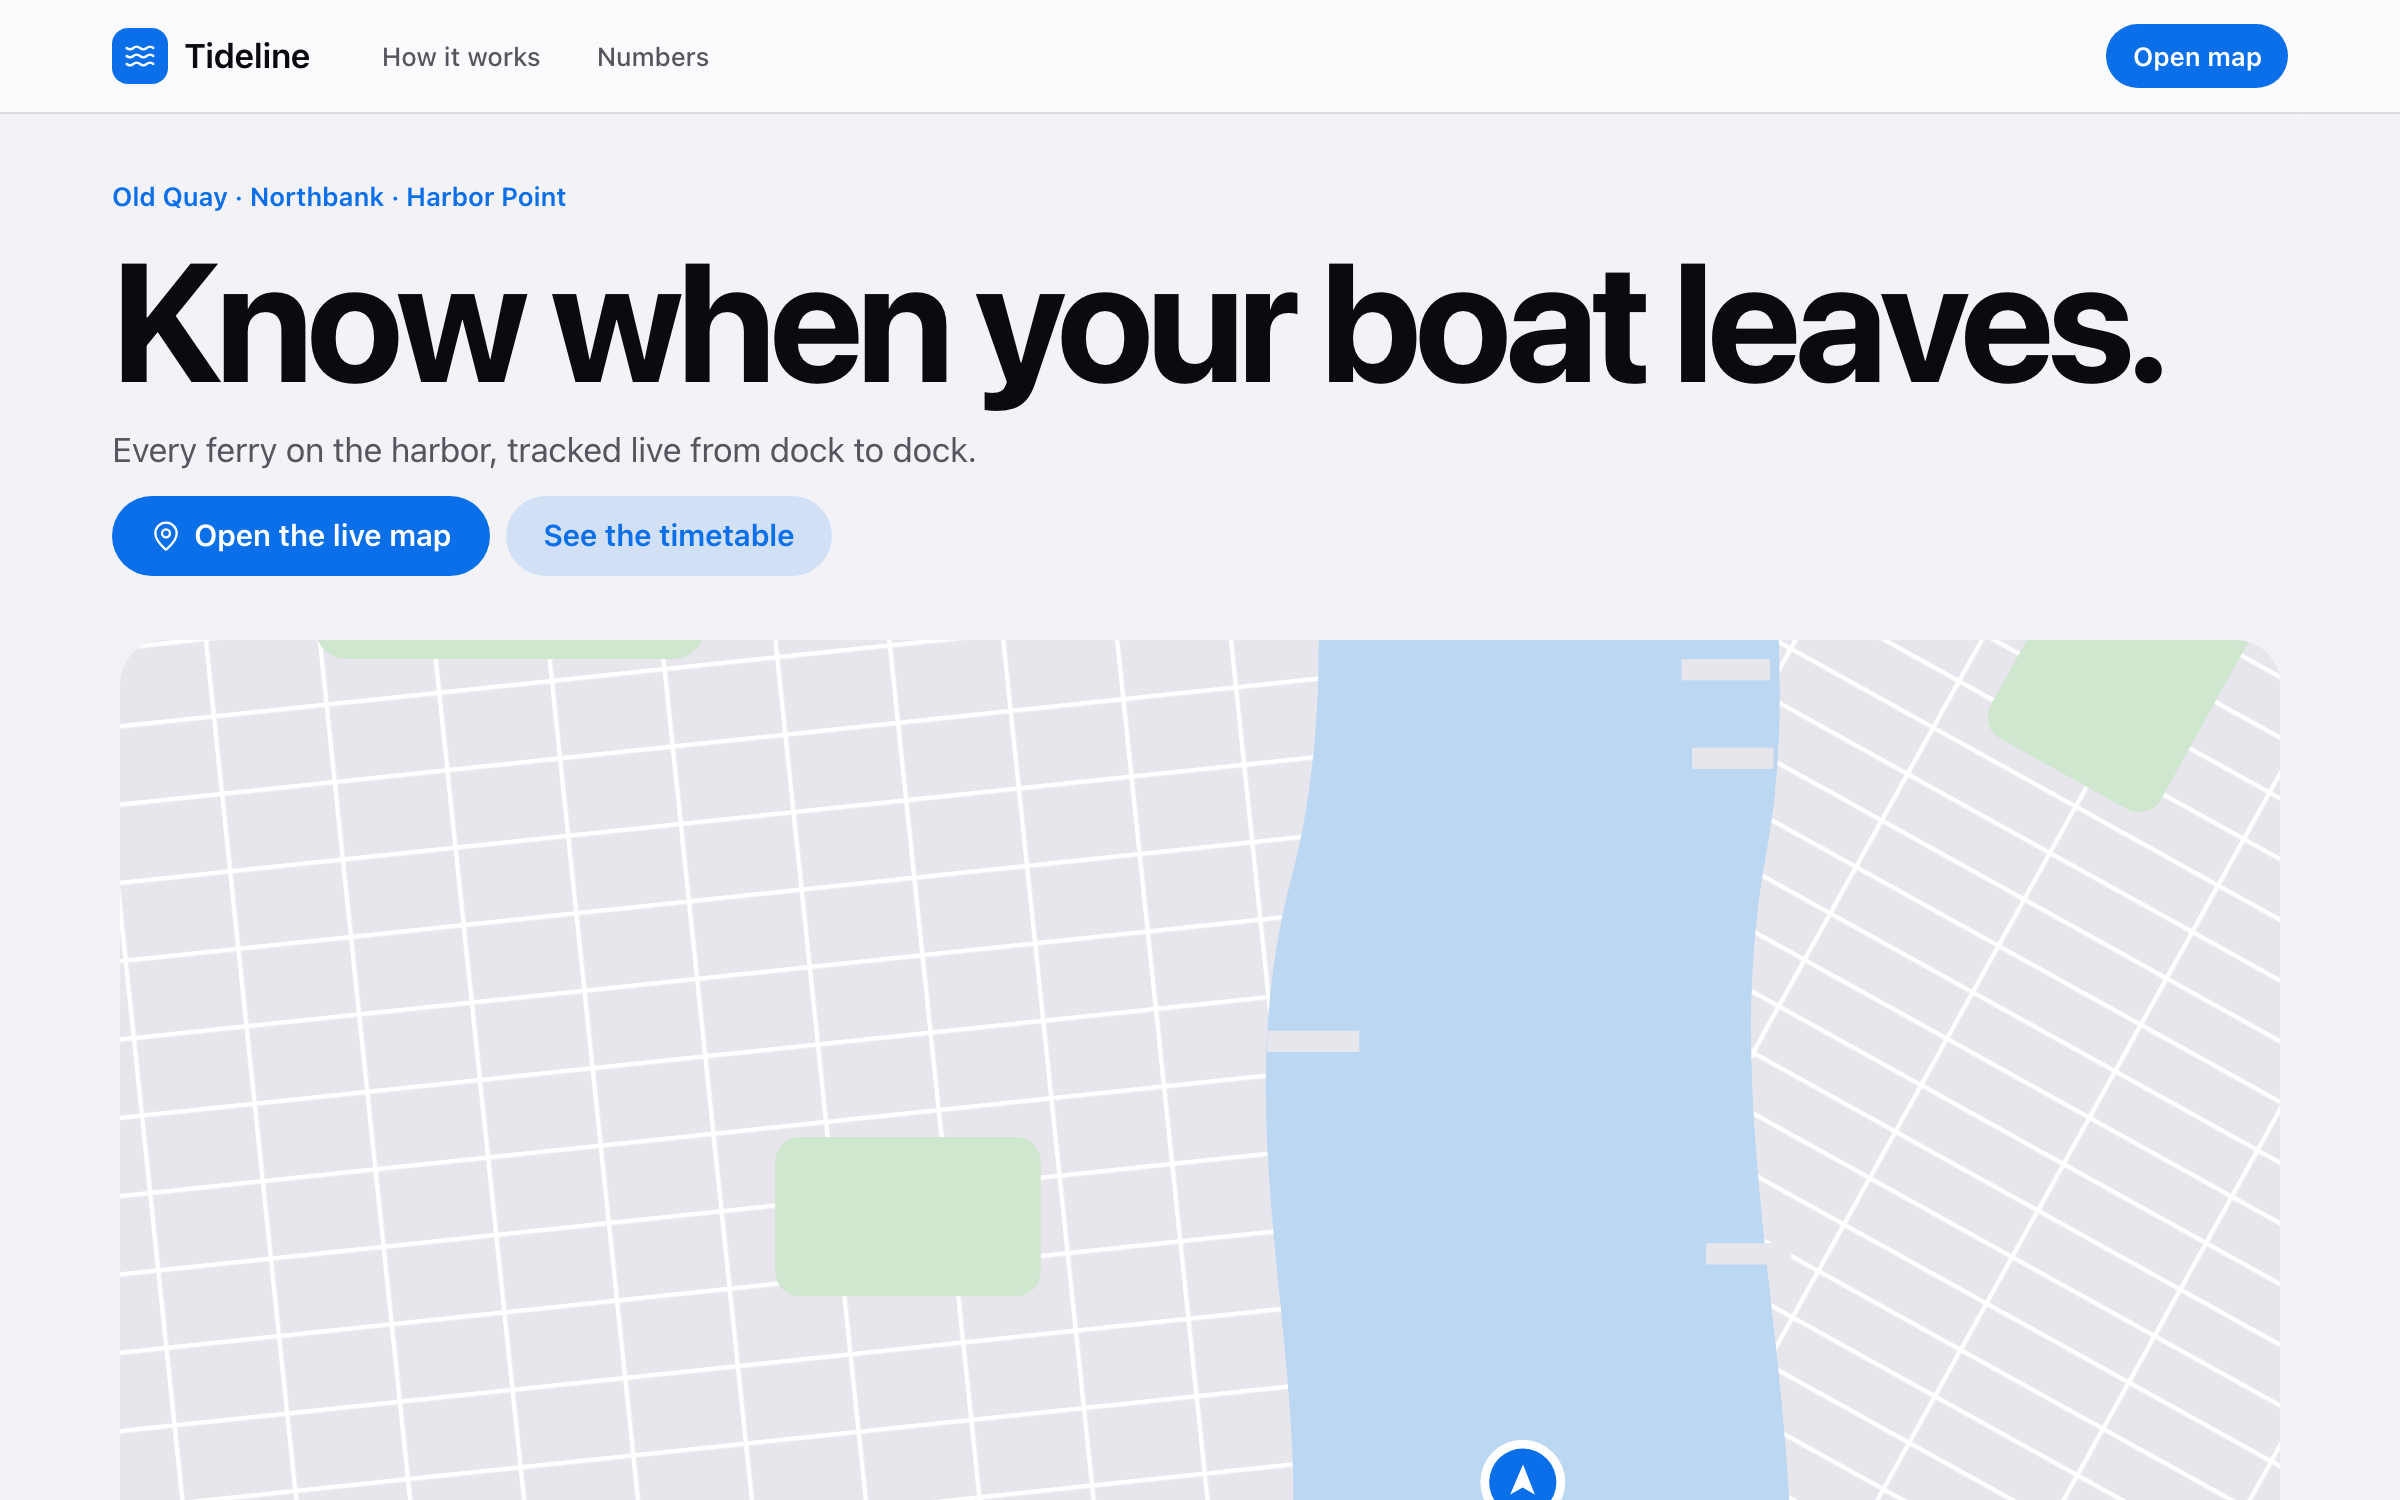 Tideline
How it works
Numbers
Open map
Old Quay · Northbank · Harbor Point
Know when your boat leaves.
Every ferry on the harbor, tracked live from dock to dock.
Open the live map
See the timetable